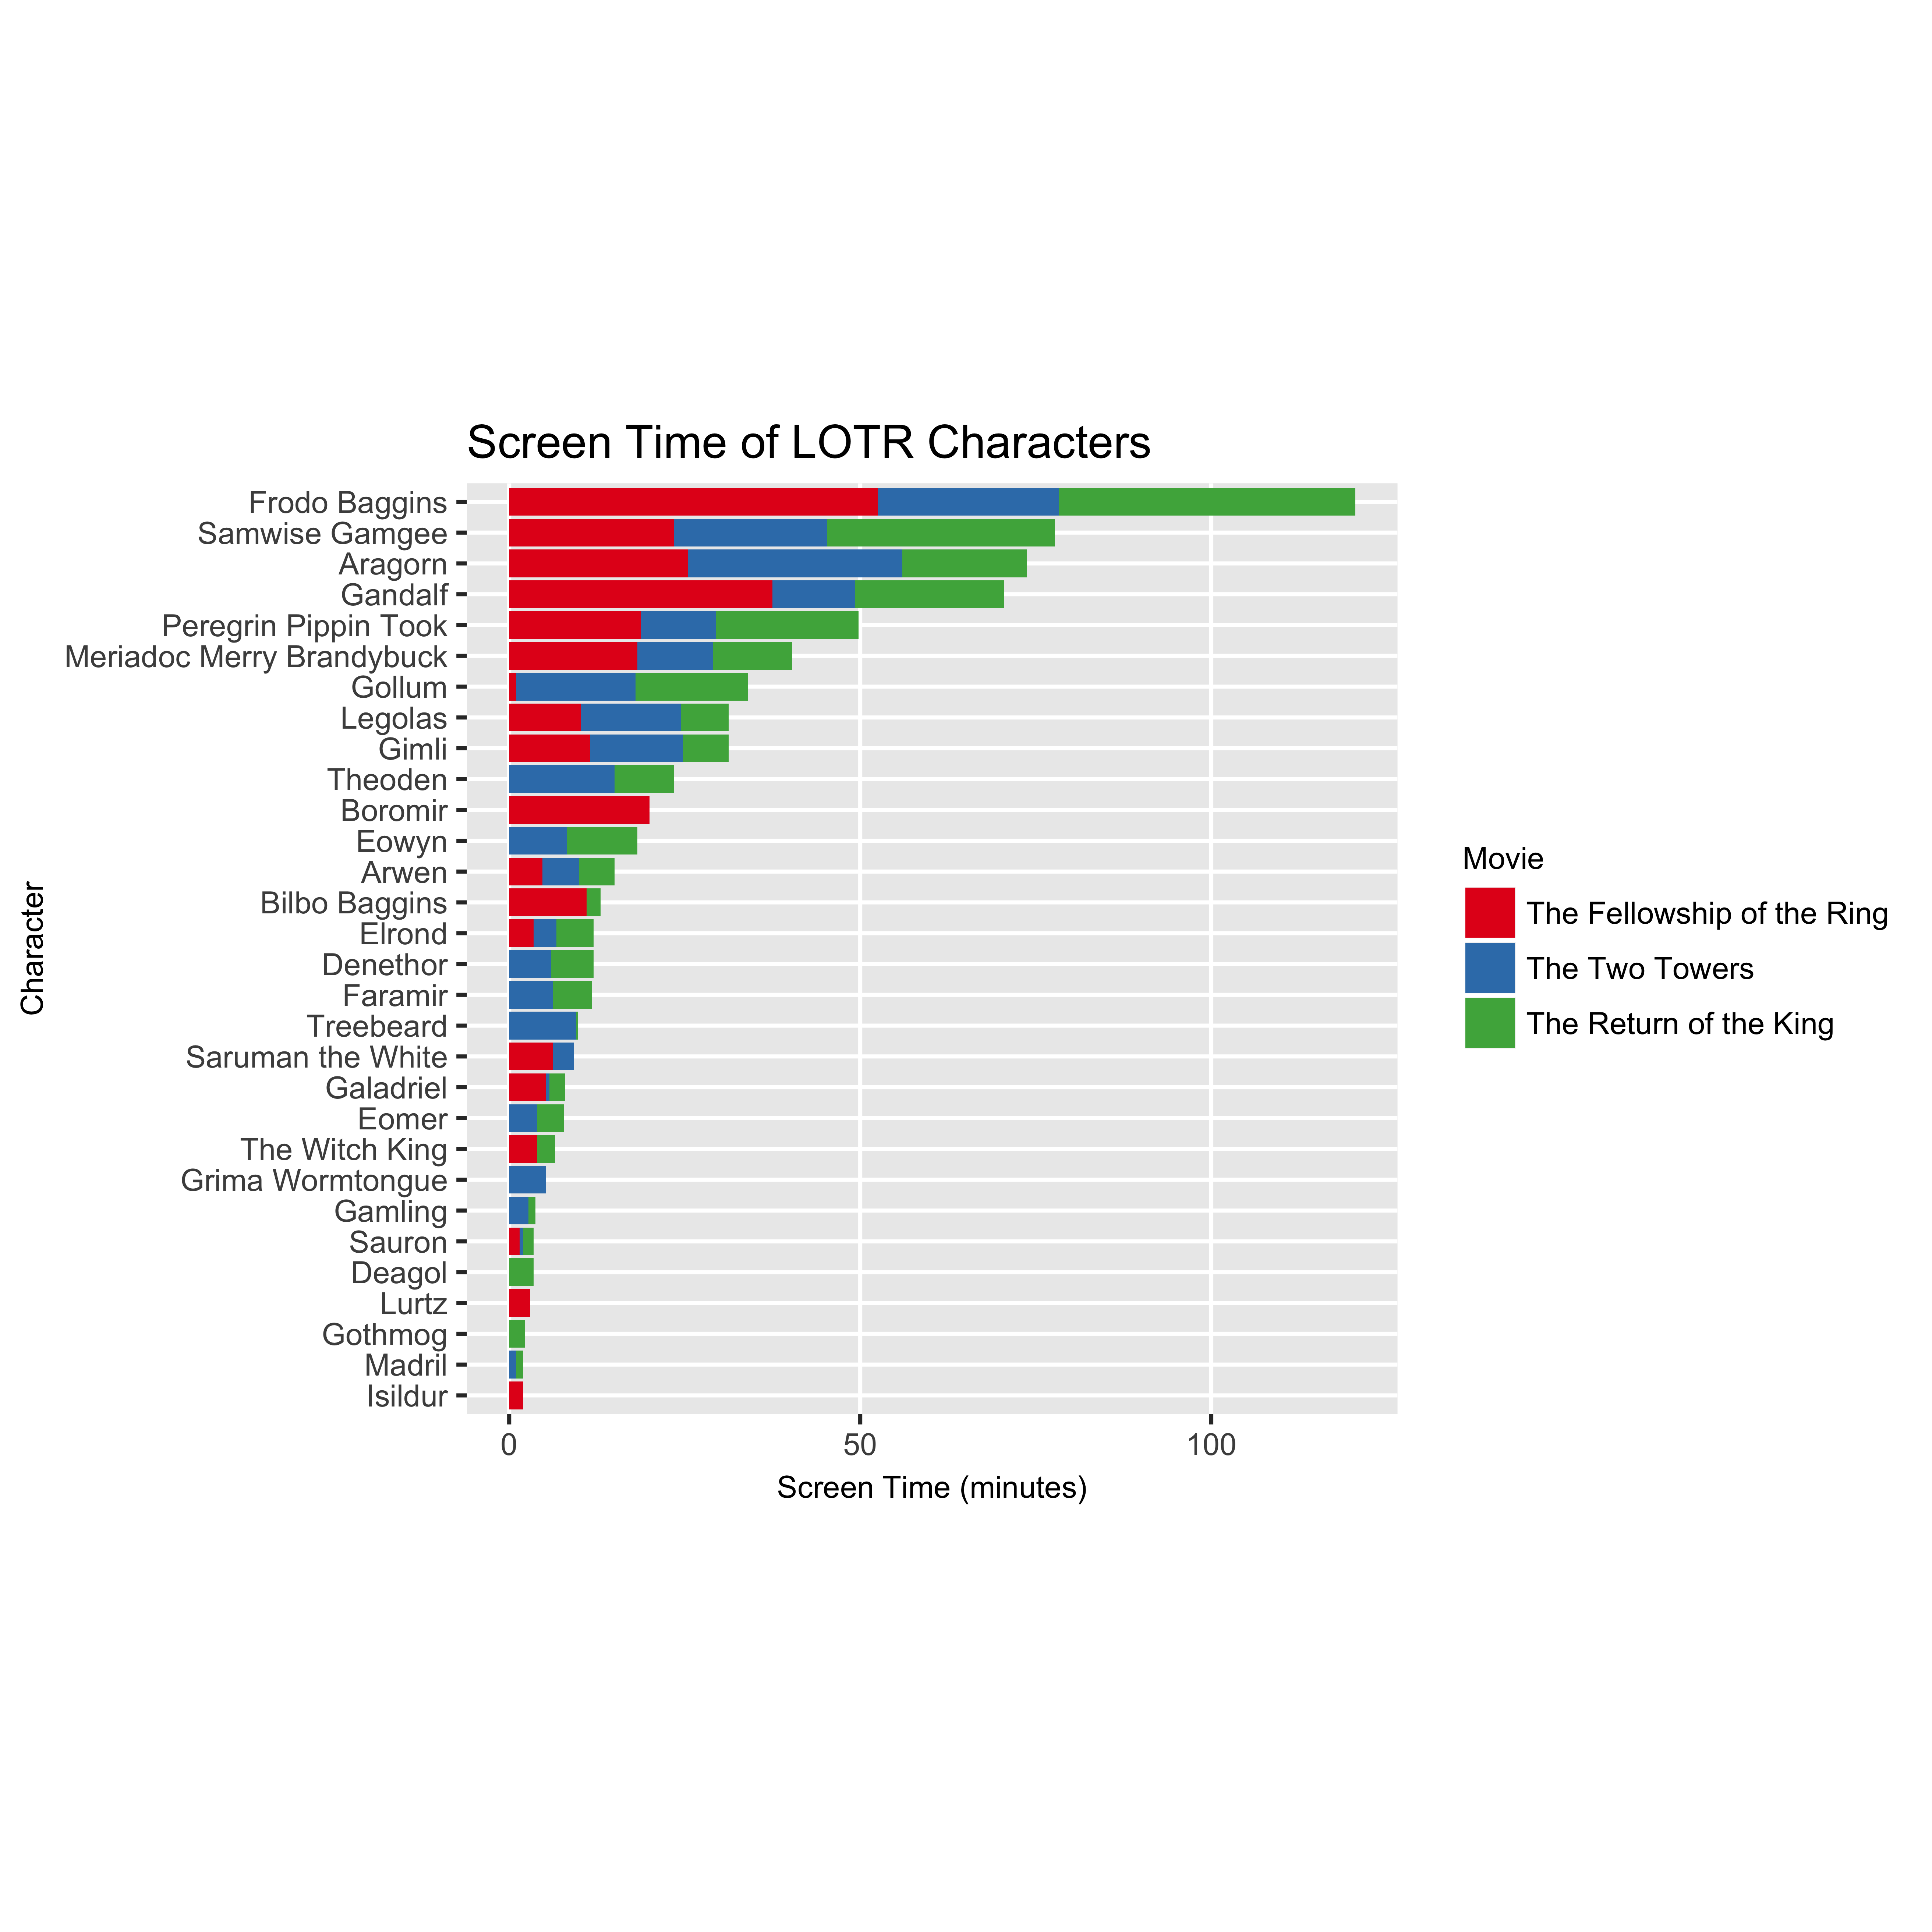 Screen Time of LOTR Characters
Frodo Baggins
Samwise Gamgee
Aragorn
Gandalf
Peregrin Pippin Took
Meriadoc Merry Brandybuck
Gollum
Legolas
Gimli
Theoden
Boromir
Eowyn
Arwen
Bilbo Baggins
Elrond
Denethor
Faramir
Treebeard
Saruman the White
Galadriel
Eomer
The Witch King
Grima Wormtongue
Gamling
Sauron
Deagol
Lurtz
Gothmog
Madril
Isildur
Character
0 50 100
Screen Time (minutes)
Movie
The Fellowship of the Ring
The Two Towers
The Return of the King